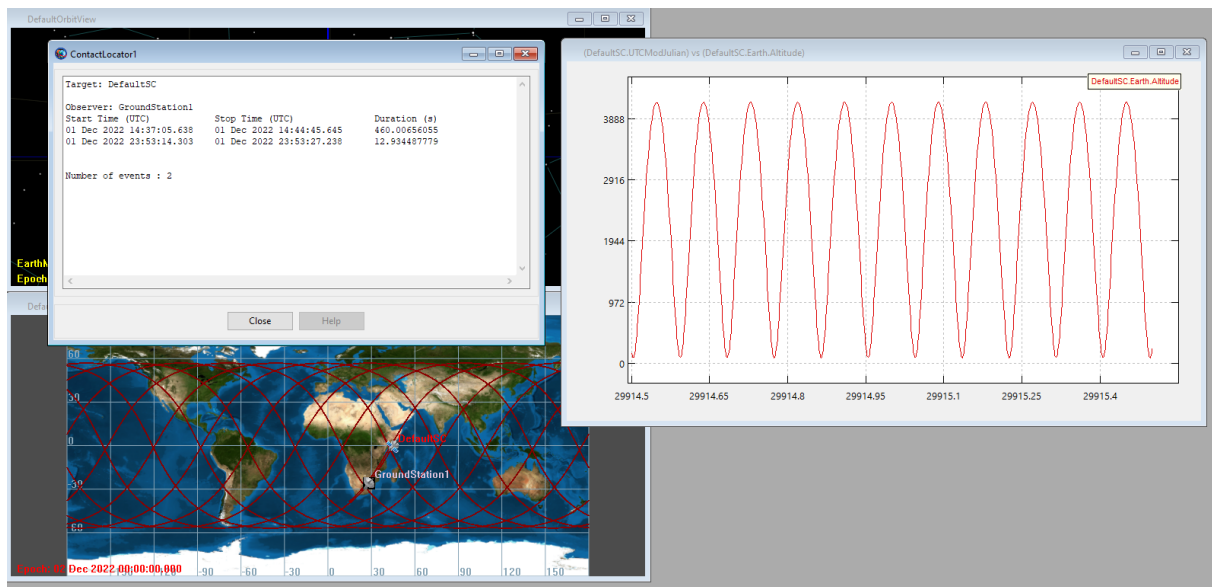 DefaultOrbitView
ContactLocator1
Target: DefaultSC
Observer: GroundStation1
Start Time (UTC) Stop Time (UTC) Duration (s)
01 Dec 2022 14:37:05.638 01 Dec 2022 14:44:45.645 460.00656055
01 Dec 2022 23:53:14.303 01 Dec 2022 23:53:27.238 12.934487779
Number of events : 2
Close Help
(DefaultSC.UTCModJulian) vs (DefaultSC.Earth.Altitude)
DefaultSC.Earth.Altitude
3888
2916
1944
972
0
29914.5 29914.65 29914.8 29914.95 29915.1 29915.25 29915.4
Epoch
60
0
DefaultSC
GroundStation1
Dec 2022 00:00:00.000
-90 -60 -30 0 30 60 90 120 150